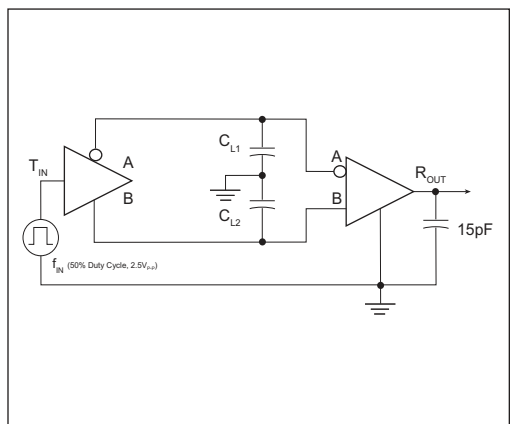 C_L1
A
T_IN
A
R_OUT
B
B
C_L2
15pF
f_IN (50% Duty Cycle, 2.5V_P-P)